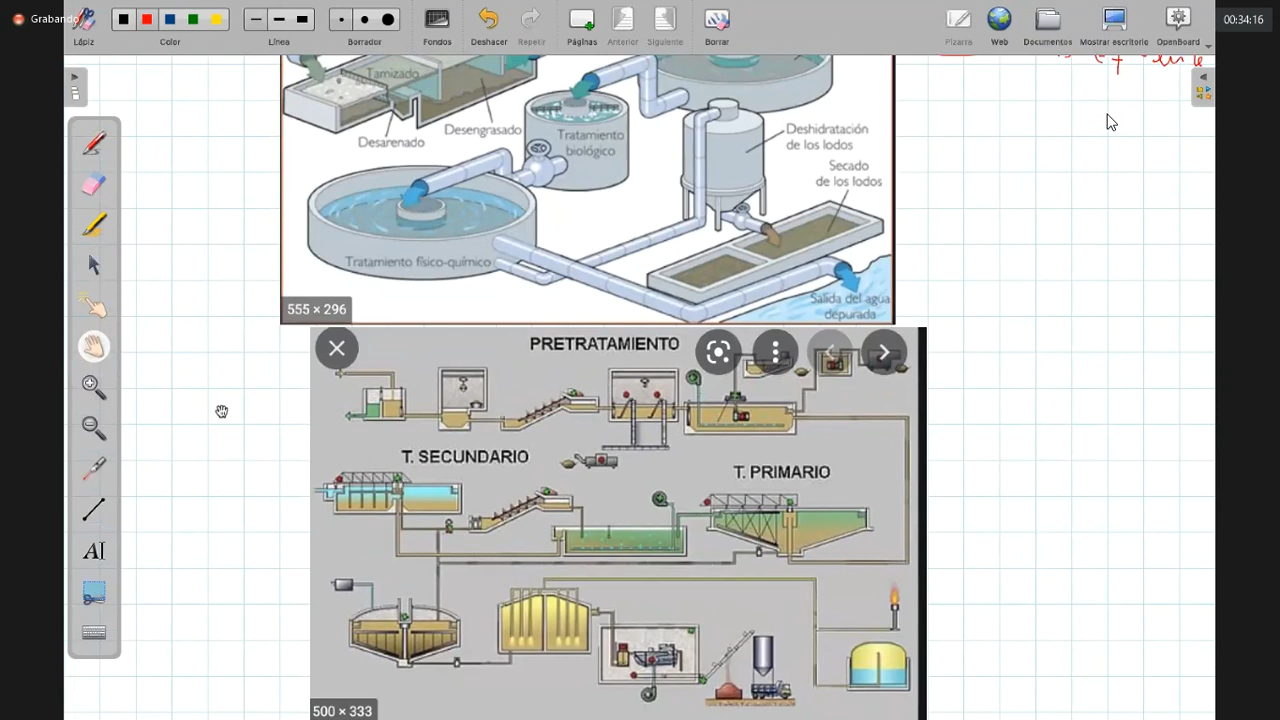 Grabando
00:34:16
Lápiz
Color
Línea
Borrador
Fondos
Deshacer
Repetir
Páginas
Anterior
Siguiente
Borrar
Pizarra
Web
Documentos
Mostrar escritorio
OpenBoard
Tamizado
Desarenado
Desengrasado
Tratamiento
biológico
Deshidratación
de los lodos
Secado
de los lodos
Tratamiento físico-químico
Salida del agua
depurada
555 × 296
PRETRATAMIENTO
T. SECUNDARIO
T. PRIMARIO
500 × 333
AI